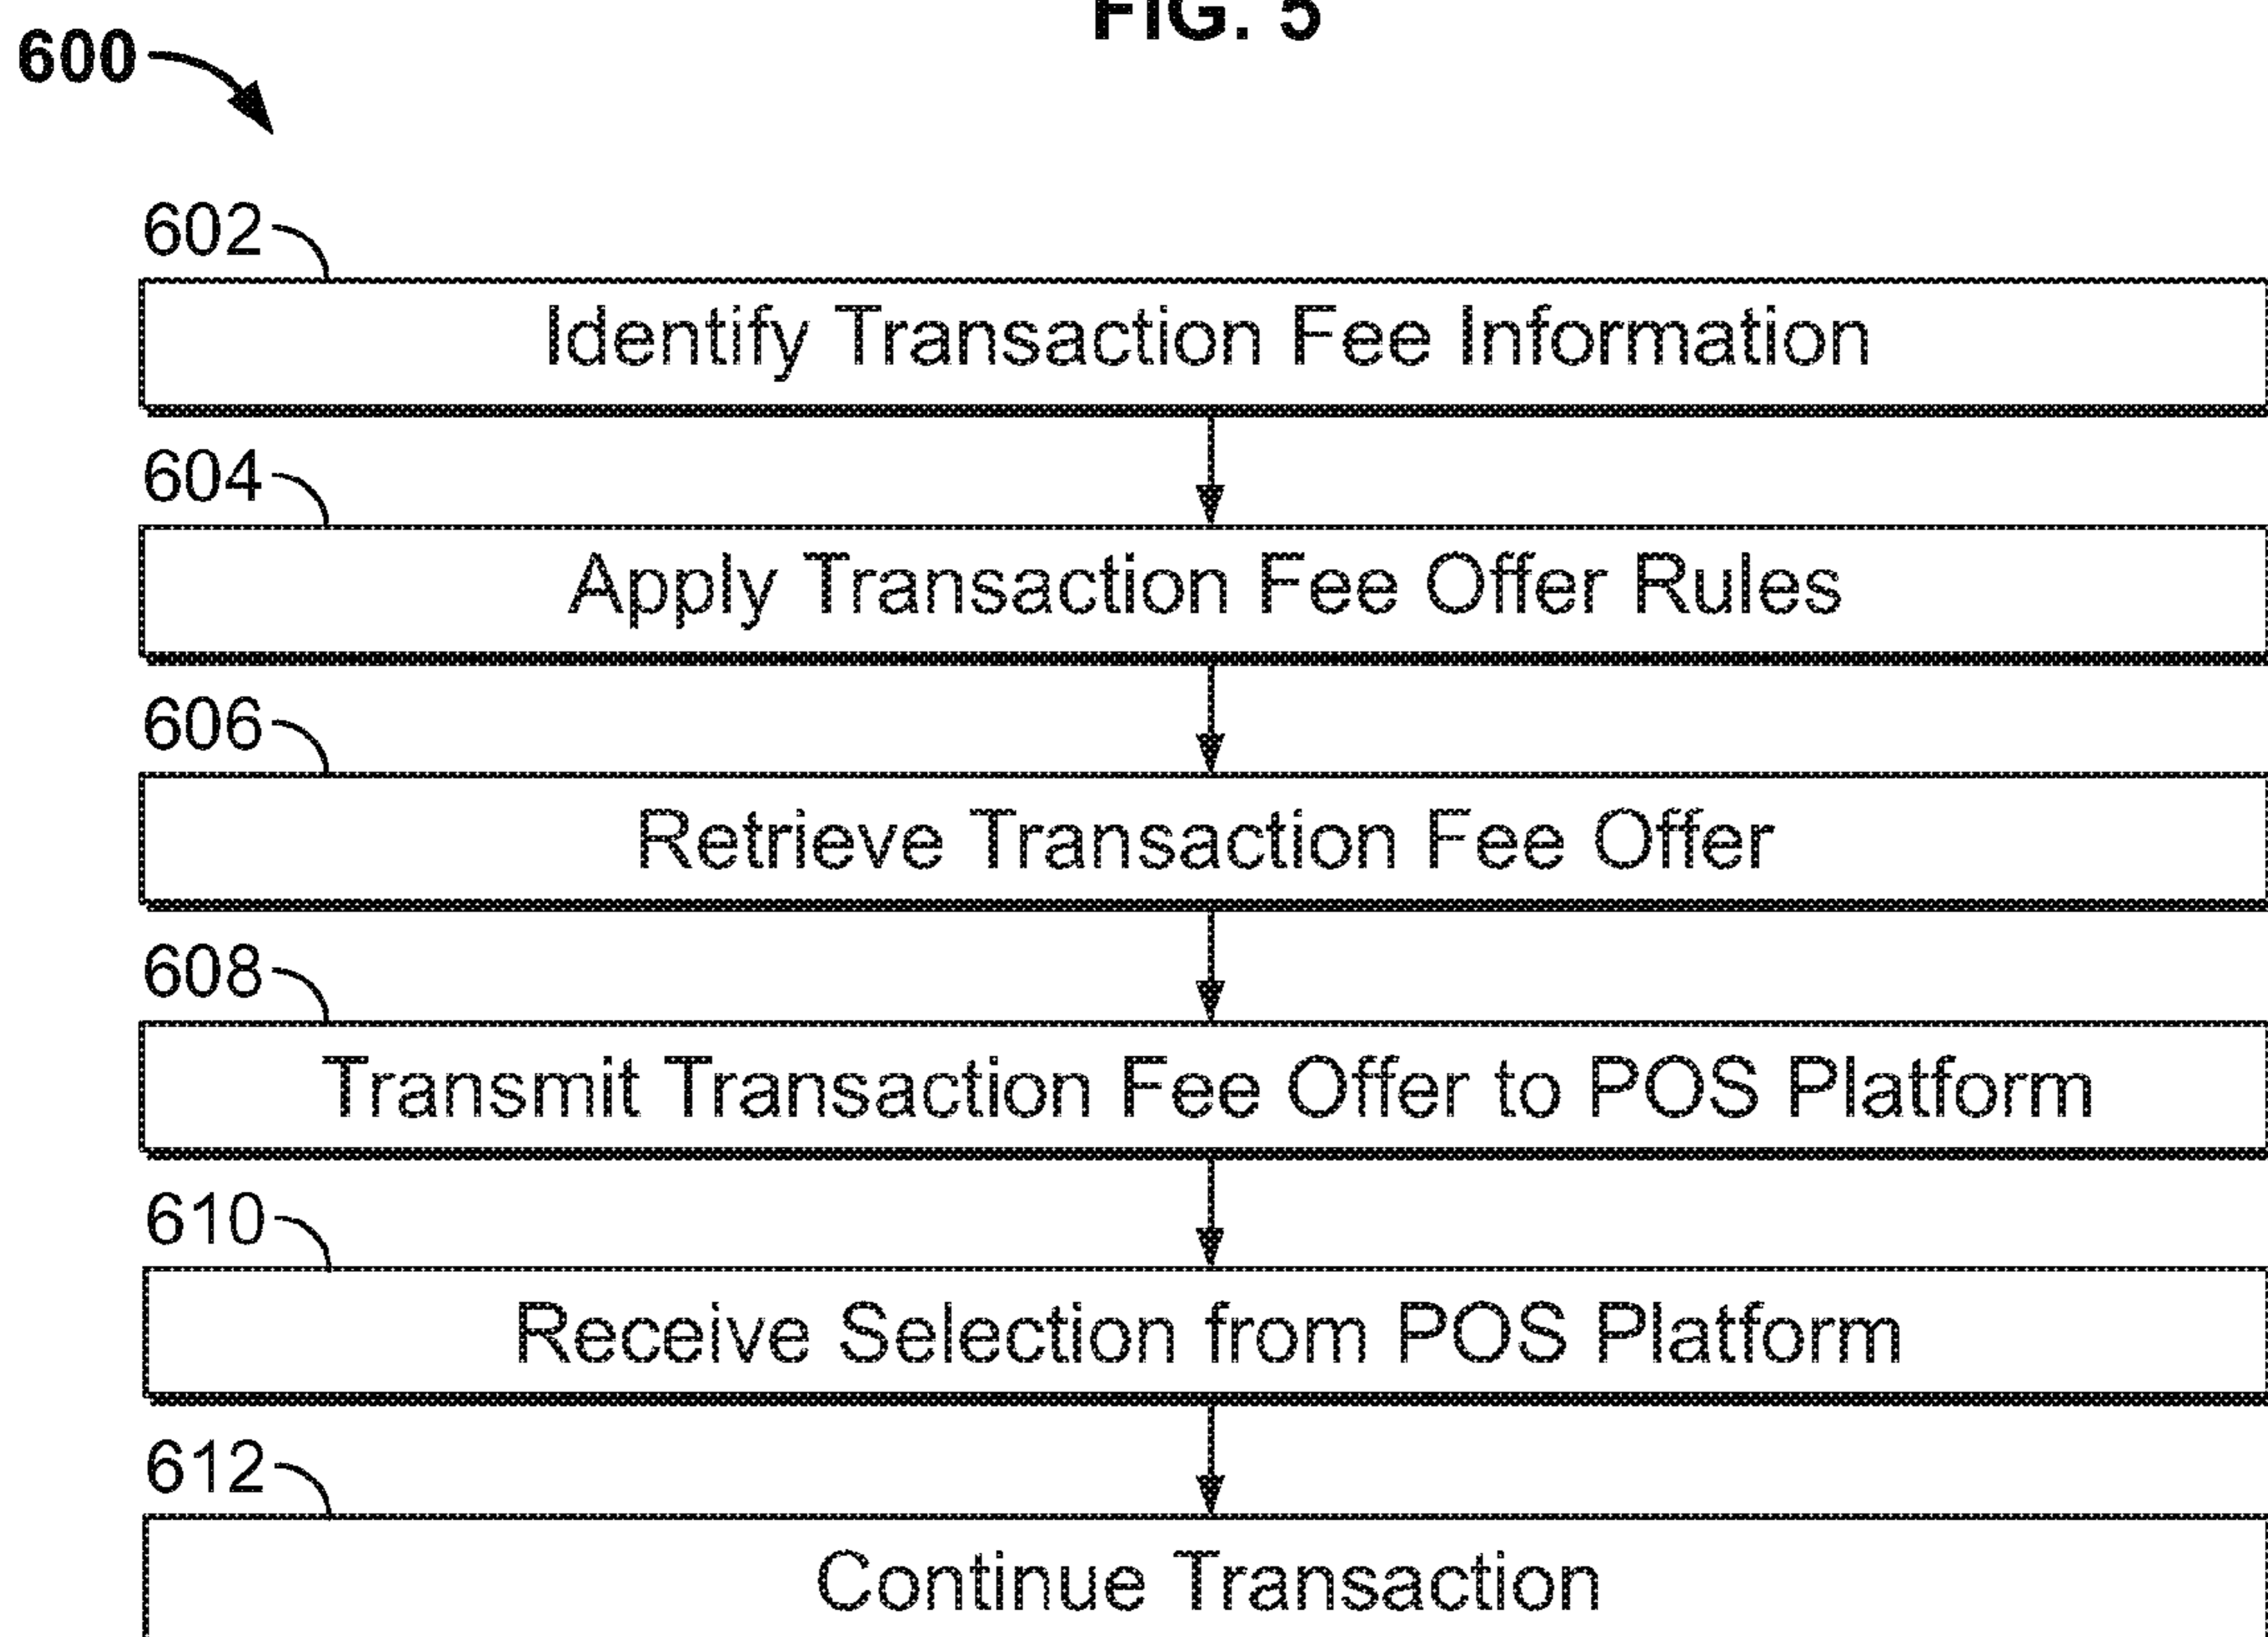 FIG. 5
600
602
Identify Transaction Fee Information
604
Apply Transaction Fee Offer Rules
606
Retrieve Transaction Fee Offer
608
Transmit Transaction Fee Offer to POS Platform
610
Receive Selection from POS Platform
612
Continue Transaction